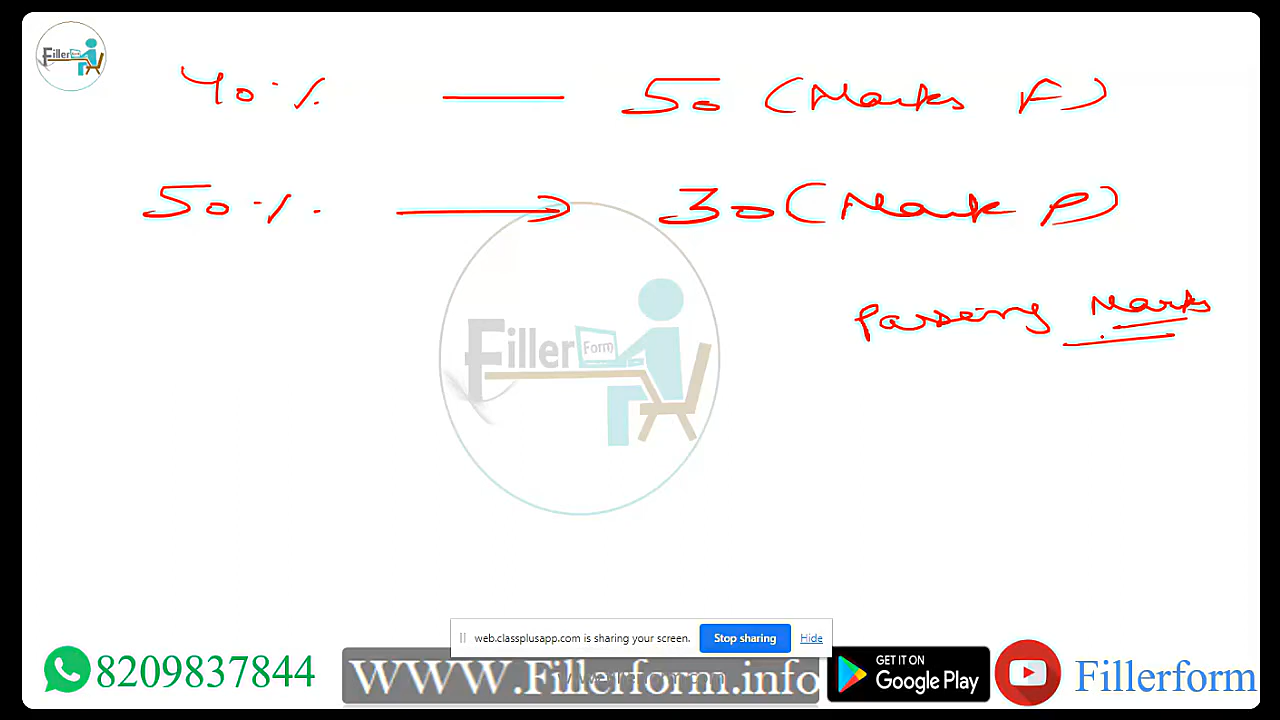 Filler
40% — 50 (Marks F)
50% → 30 (Mark P)
Passing Marks
Filler Form
web.classplusapp.com is sharing your screen. Stop sharing Hide
8209837844 WWW.Fillerform.info GET IT ON Google Play Fillerform